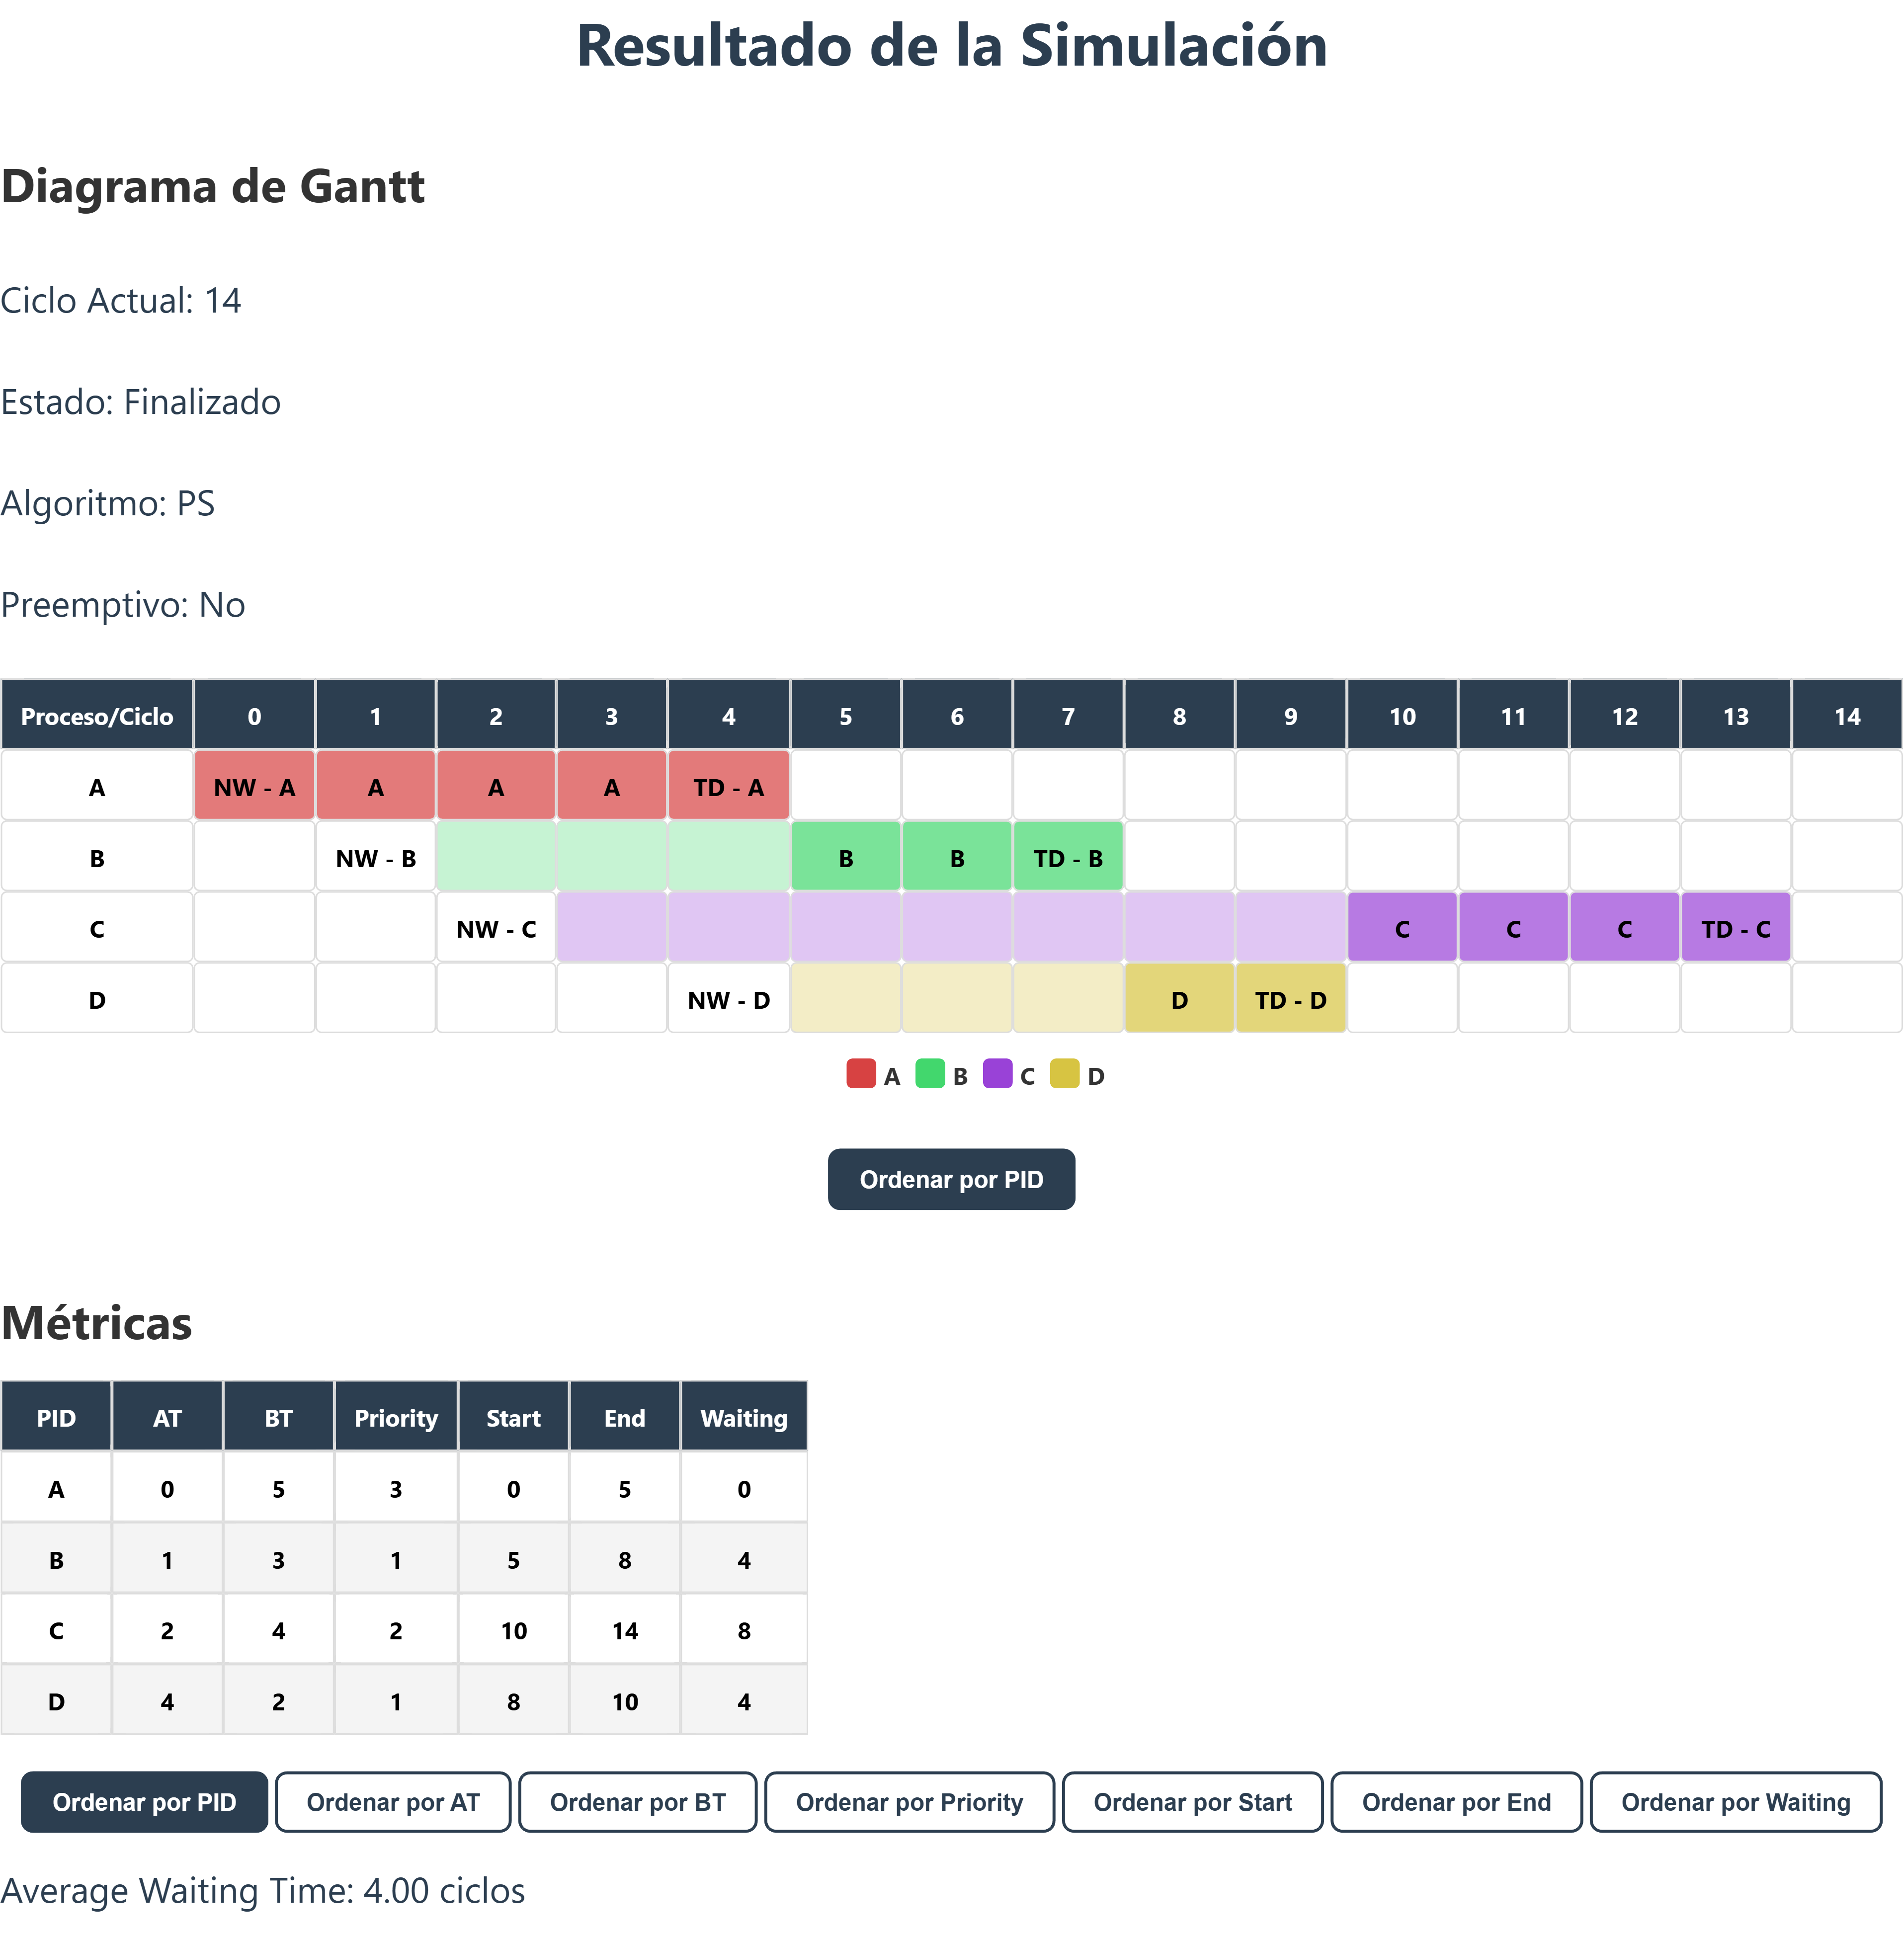 Resultado de la Simulación
Diagrama de Gantt
Ciclo Actual: 14
Estado: Finalizado
Algoritmo: PS
Preemptivo: No
Proceso/Ciclo 0 1 2 3 4 5 6 7 8 9 10 11 12 13 14
A NW - A A A A TD - A
B NW - B B B TD - B
C NW - C C C C TD - C
D NW - D D TD - D
A B C D
Ordenar por PID
Métricas
PID AT BT Priority Start End Waiting
A 0 5 3 0 5 0
B 1 3 1 5 8 4
C 2 4 2 10 14 8
D 4 2 1 8 10 4
Ordenar por PID Ordenar por AT Ordenar por BT Ordenar por Priority Ordenar por Start Ordenar por End Ordenar por Waiting
Average Waiting Time: 4.00 ciclos